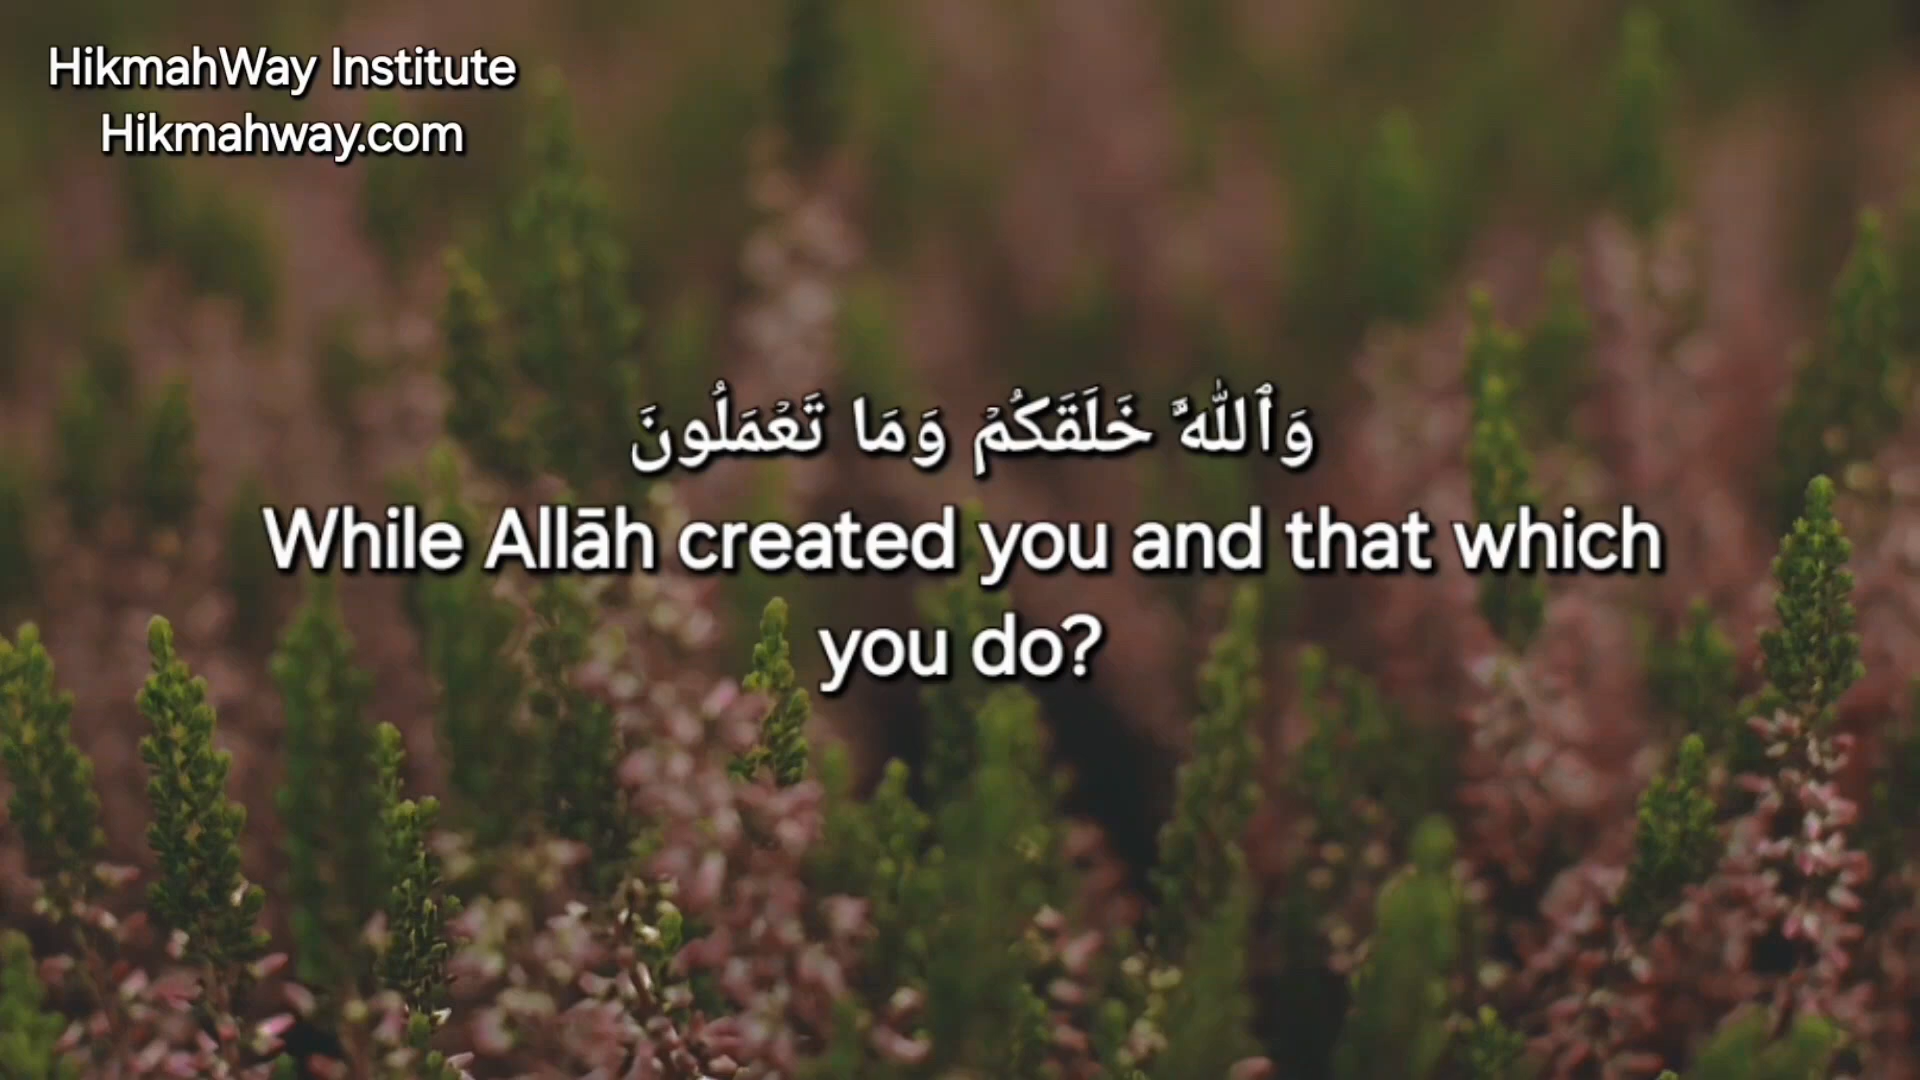 HikmahWay Institute
Hikmahway.com
وَٱللَّهُ خَلَقَكُمْ وَمَا تَعْمَلُونَ
While Allāh created you and that which
you do?